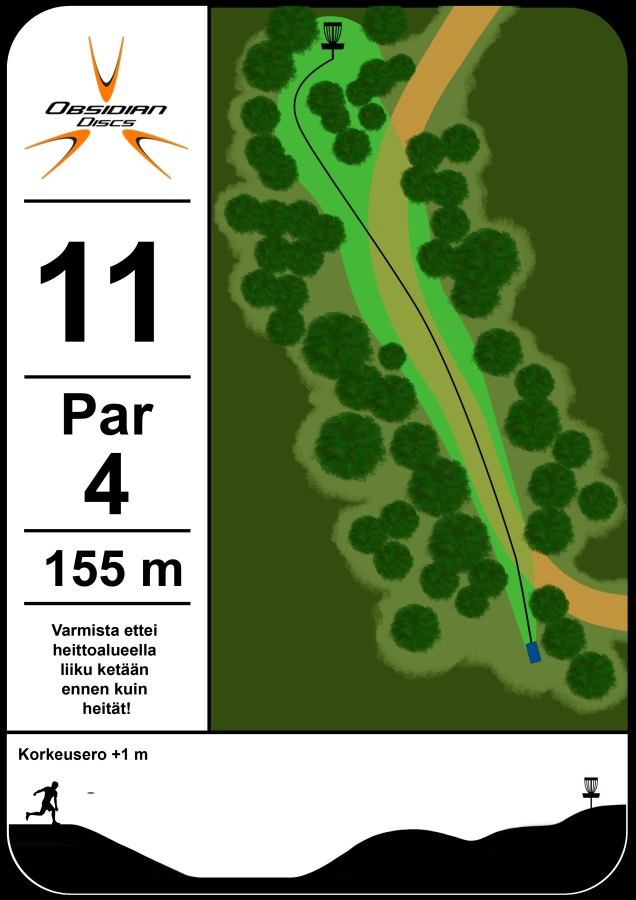 OBSIDIAN
DISCS
11
Par
4
155 m
Varmista ettei
heittoalueella
liiku ketään
ennen kuin
heität!
Korkeusero +1 m